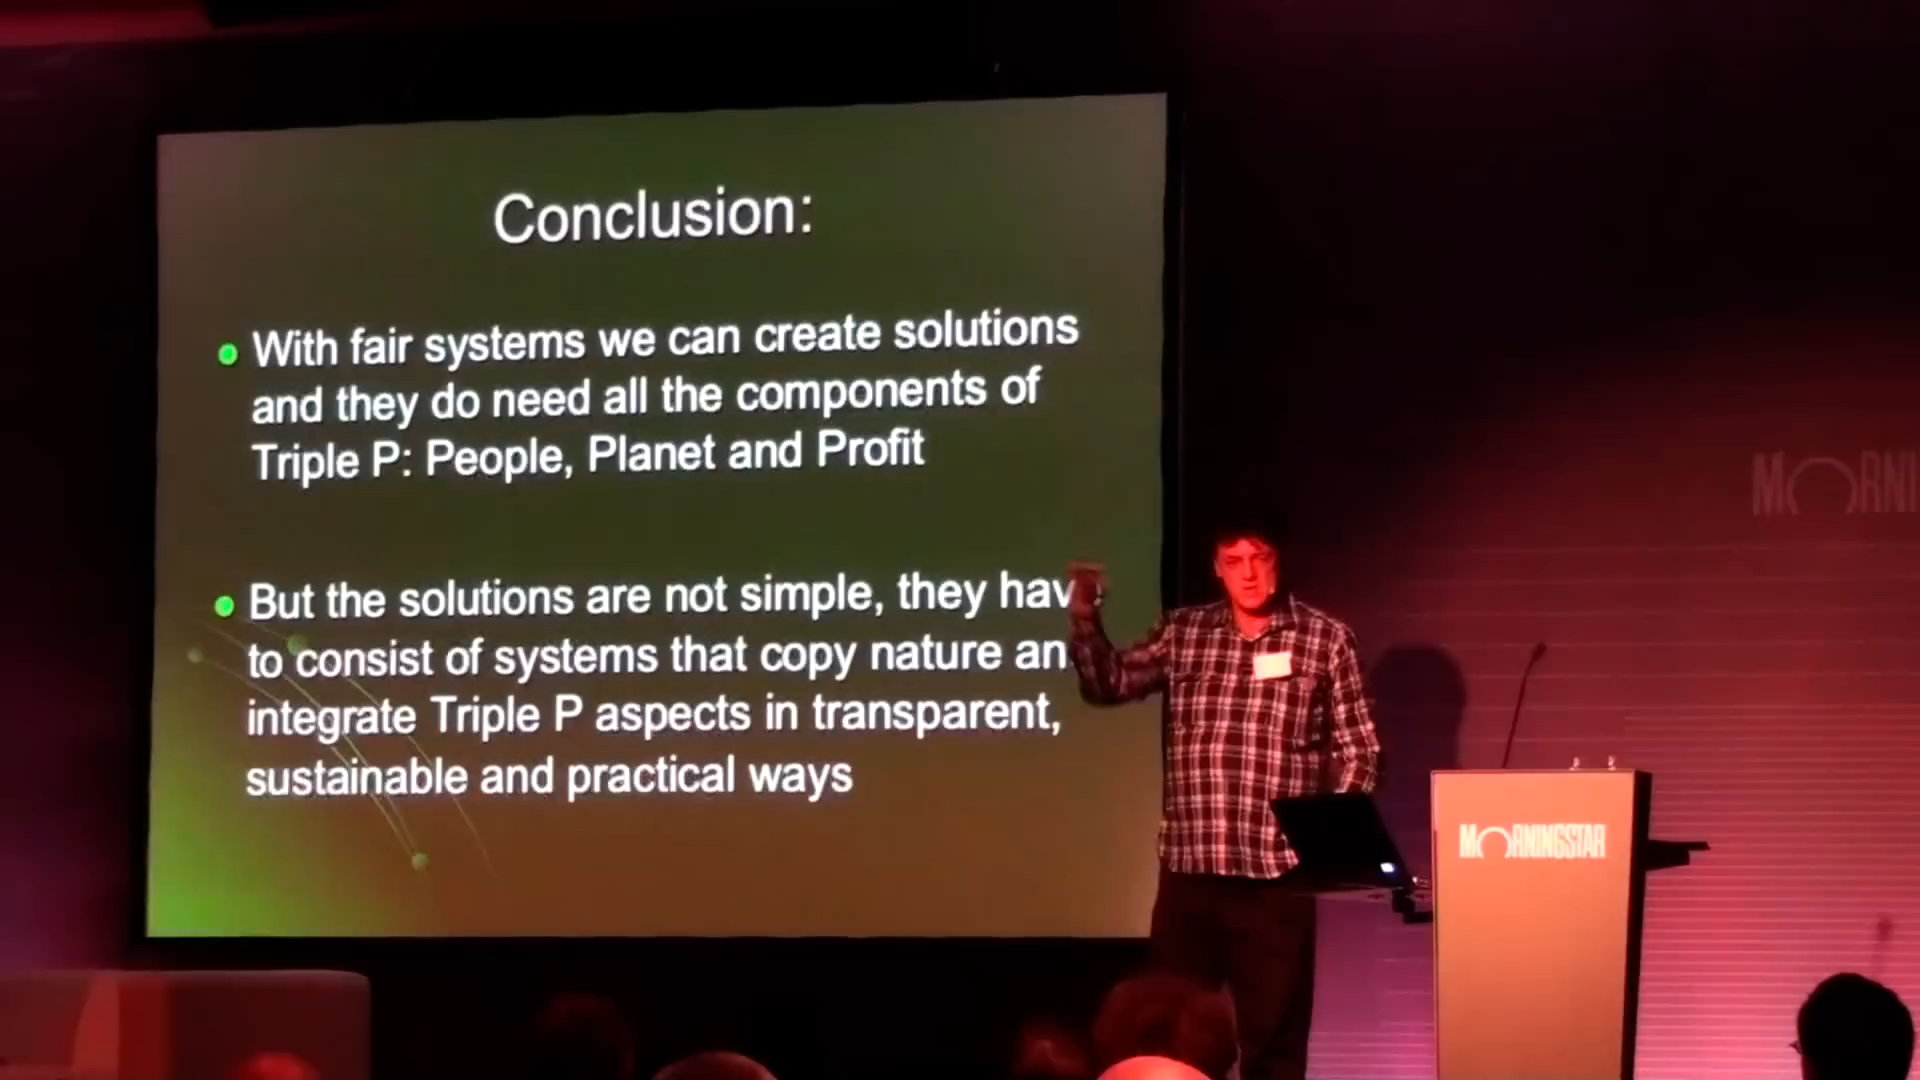 Conclusion:
With fair systems we can create solutions
and they do need all the components of
Triple P: People, Planet and Profit
But the solutions are not simple, they hav
to consist of systems that copy nature an
integrate Triple P aspects in transparent,
sustainable and practical ways
MORNI
MORNINGSTAR